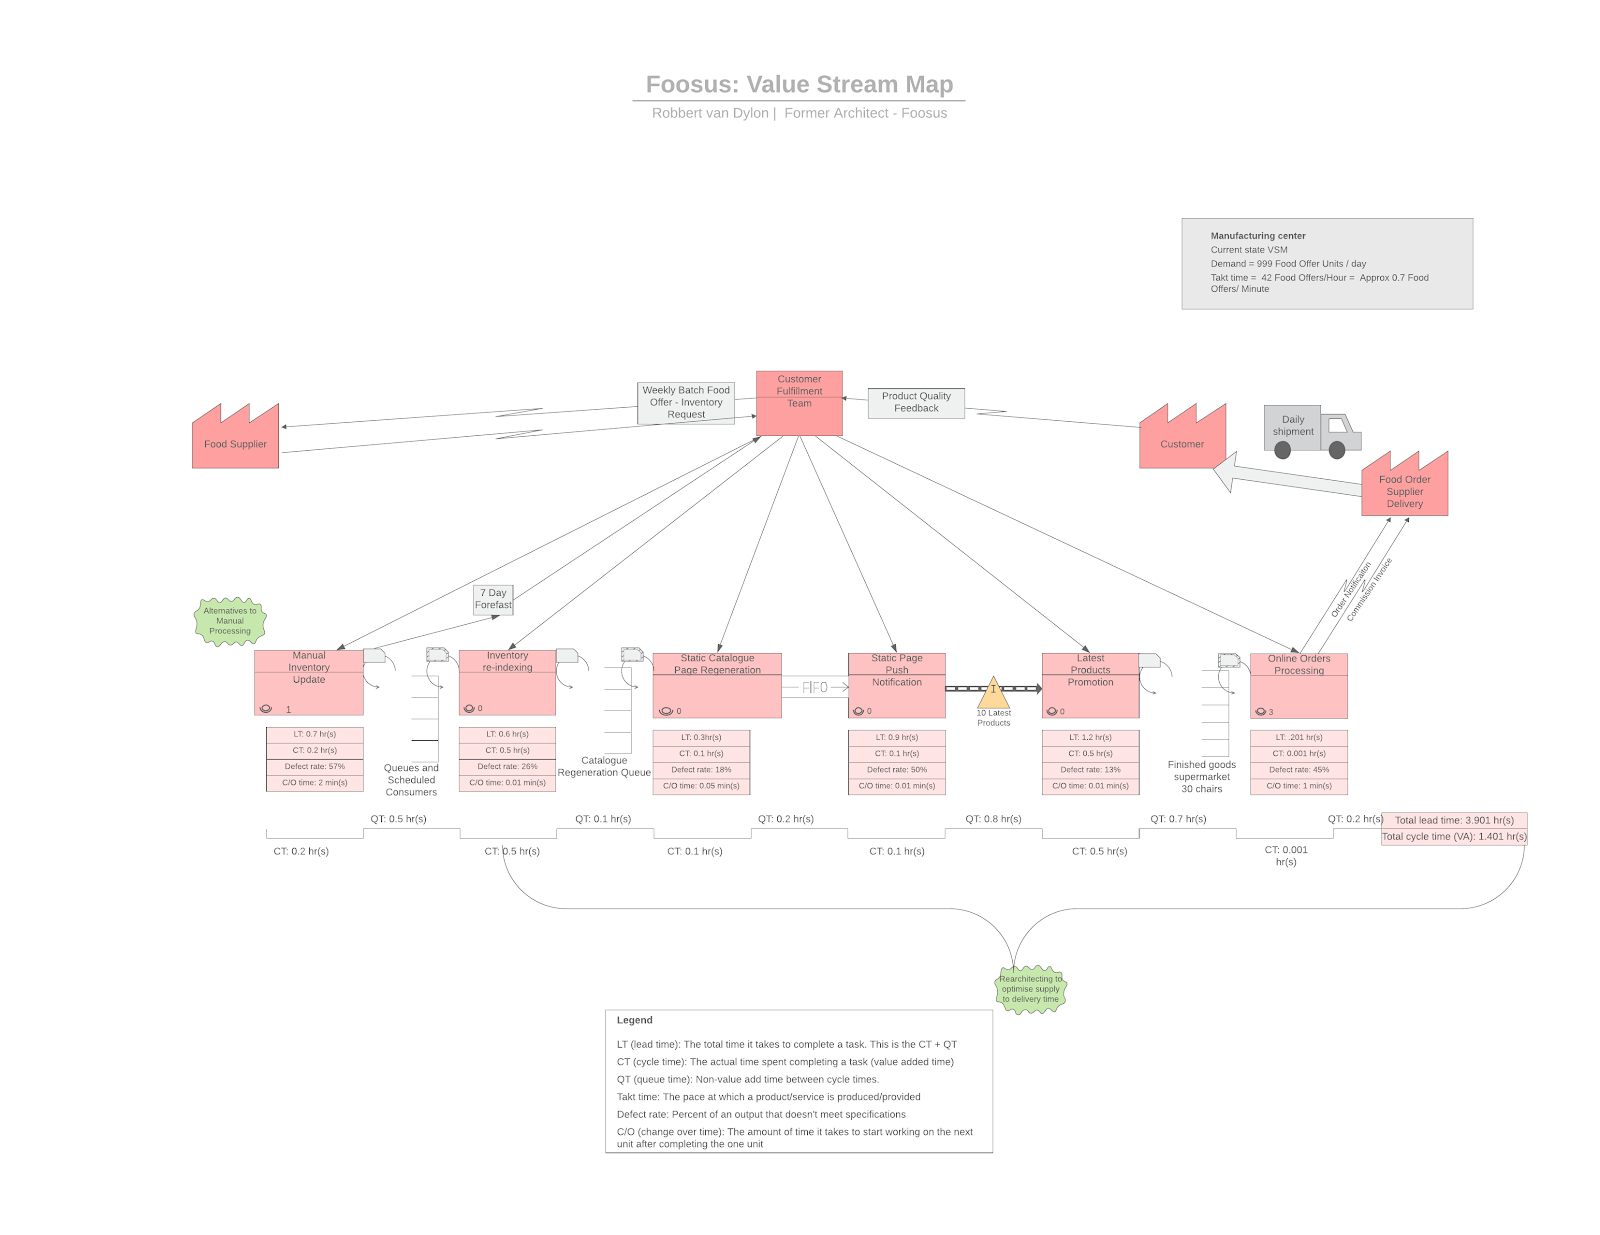 Foosus: Value Stream Map
Robbert van Dylon |  Former Architect - Foosus
Manufacturing center
Current state VSM
Demand = 999 Food Offer Units / day
Takt time =  42 Food Offers/Hour =  Approx 0.7 Food
Offers/ Minute
Customer
Fulfillment
Team
Weekly Batch Food
Offer - Inventory
Request
Product Quality
Feedback
Food Supplier
Customer
Daily
shipment
Food Order
Supplier
Delivery
Order Notificaiton
Commission Invoice
7 Day
Forefast
Alternatives to
Manual
Processing
Manual
Inventory
Update
1
Inventory
re-indexing
0
Static Catalogue
Page Regeneration
0
FIFO
Static Page
Push
Notification
0
1
10 Latest
Products
Latest
Products
Promotion
0
Online Orders
Processing
3
LT: 0.7 hr(s)
CT: 0.2 hr(s)
Defect rate: 57%
C/O time: 2 min(s)
Queues and
Scheduled
Consumers
LT: 0.6 hr(s)
CT: 0.5 hr(s)
Defect rate: 26%
C/O time: 0.01 min(s)
Catalogue
Regeneration Queue
LT: 0.3hr(s)
CT: 0.1 hr(s)
Defect rate: 18%
C/O time: 0.05 min(s)
LT: 0.9 hr(s)
CT: 0.1 hr(s)
Defect rate: 50%
C/O time: 0.01 min(s)
LT: 1.2 hr(s)
CT: 0.5 hr(s)
Defect rate: 13%
C/O time: 0.01 min(s)
Finished goods
supermarket
30 chairs
LT: .201 hr(s)
CT: 0.001 hr(s)
Defect rate: 45%
C/O time: 1 min(s)
QT: 0.5 hr(s)
QT: 0.1 hr(s)
QT: 0.2 hr(s)
QT: 0.8 hr(s)
QT: 0.7 hr(s)
QT: 0.2 hr(s)
Total lead time: 3.901 hr(s)
Total cycle time (VA): 1.401 hr(s)
CT: 0.2 hr(s)
CT: 0.5 hr(s)
CT: 0.1 hr(s)
CT: 0.1 hr(s)
CT: 0.5 hr(s)
CT: 0.001
hr(s)
Rearchitecting to
optimise supply
to delivery time
Legend
LT (lead time): The total time it takes to complete a task. This is the CT + QT
CT (cycle time): The actual time spent completing a task (value added time)
QT (queue time): Non-value add time between cycle times.
Takt time: The pace at which a product/service is produced/provided
Defect rate: Percent of an output that doesn't meet specifications
C/O (change over time): The amount of time it takes to start working on the next
unit after completing the one unit